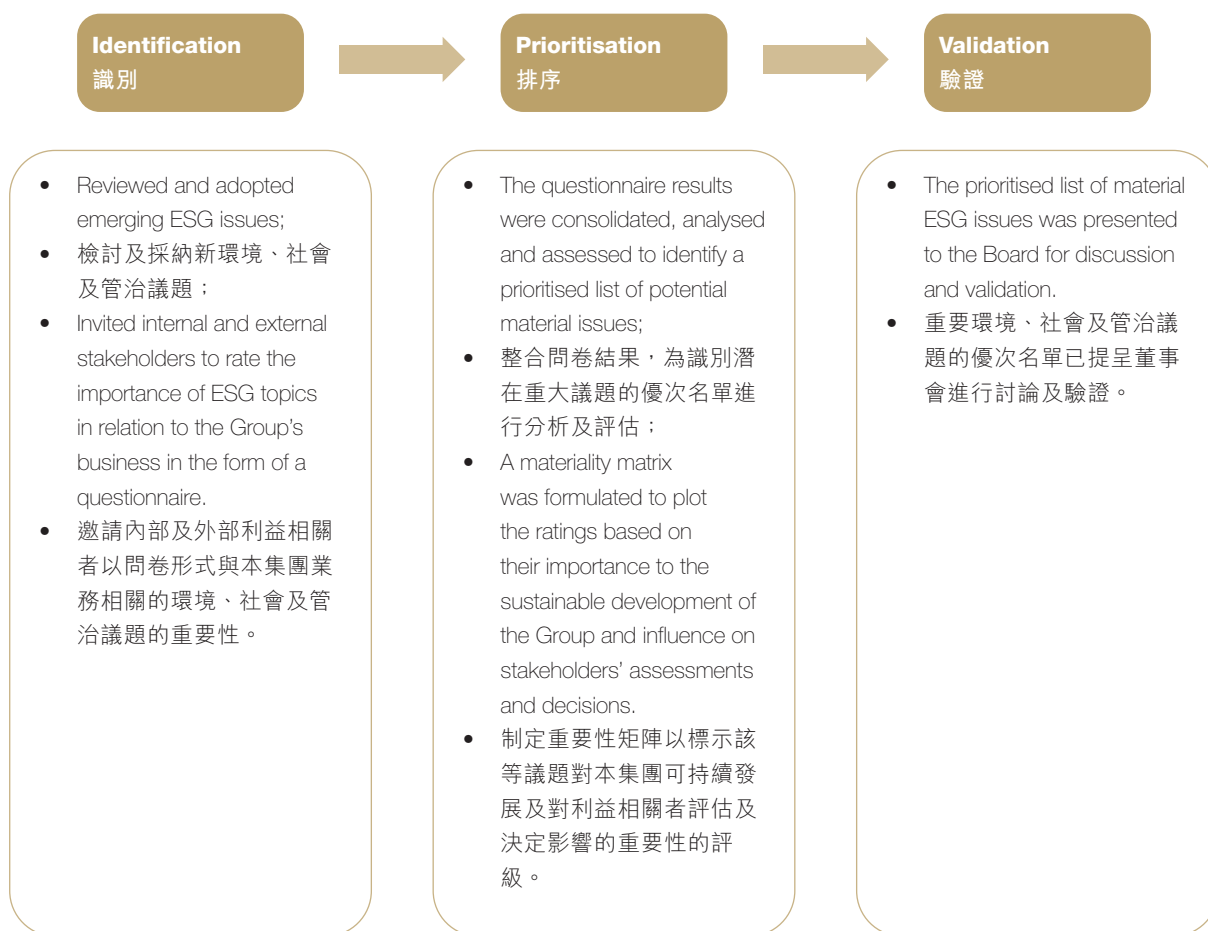 Identification
識別
Prioritisation
排序
Validation
驗證
• Reviewed and adopted
emerging ESG issues;
• 檢討及採納新環境、社會
及管治議題；
• Invited internal and external
stakeholders to rate the
importance of ESG topics
in relation to the Group's
business in the form of a
questionnaire.
• 邀請內部及外部利益相關
者以問卷形式與本集團業
務相關的環境、社會及管
治議題的重要性。
• The questionnaire results
were consolidated, analysed
and assessed to identify a
prioritised list of potential
material issues;
• 整合問卷結果，為識別潛
在重大議題的優次名單進
行分析及評估；
• A materiality matrix
was formulated to plot
the ratings based on
their importance to the
sustainable development of
the Group and influence on
stakeholders' assessments
and decisions.
• 制定重要性矩陣以標示該
等議題對本集團可持續發
展及對利益相關者評估及
決定影響的重要性的評
級。
• The prioritised list of material
ESG issues was presented
to the Board for discussion
and validation.
• 重要環境、社會及管治議
題的優次名單已提呈董事
會進行討論及驗證。